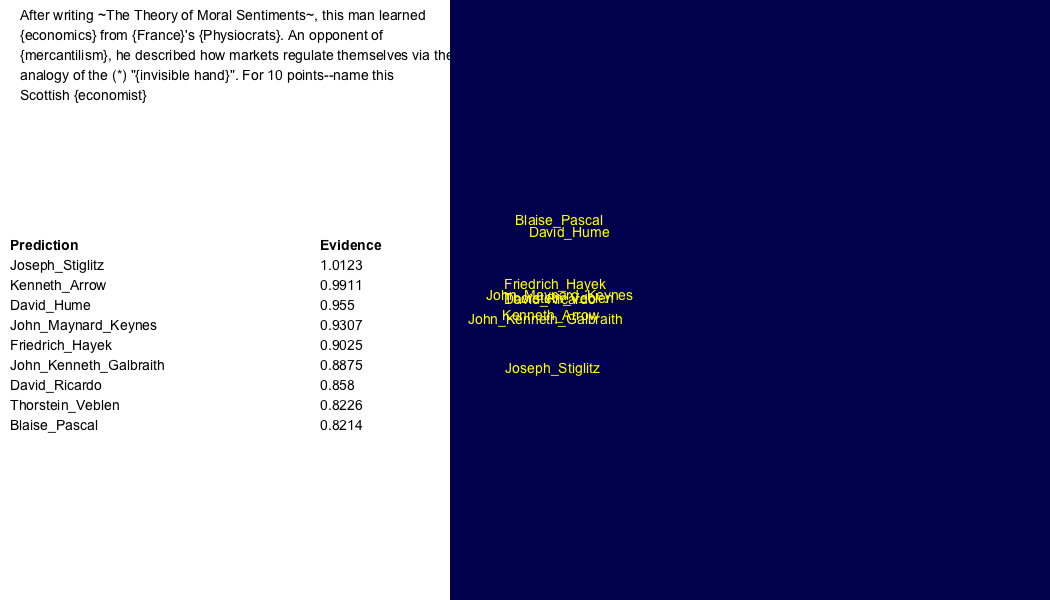 After writing ~The Theory of Moral Sentiments~, this man learned
{economics} from {France}'s {Physiocrats}. An opponent of
{mercantilism}, he described how markets regulate themselves via the
analogy of the (*) "{invisible hand}". For 10 points--name this
Scottish {economist}
Prediction Evidence
Joseph_Stiglitz 1.0123
Kenneth_Arrow 0.9911
David_Hume 0.955
John_Maynard_Keynes 0.9307
Friedrich_Hayek 0.9025
John_Kenneth_Galbraith 0.8875
David_Ricardo 0.858
Thorstein_Veblen 0.8226
Blaise_Pascal 0.8214
Blaise_Pascal
David_Hume
Friedrich_Hayek
John_Maynard_Keynes
David_Ricardo
Kenneth_Arrow
John_Kenneth_Galbraith
Joseph_Stiglitz